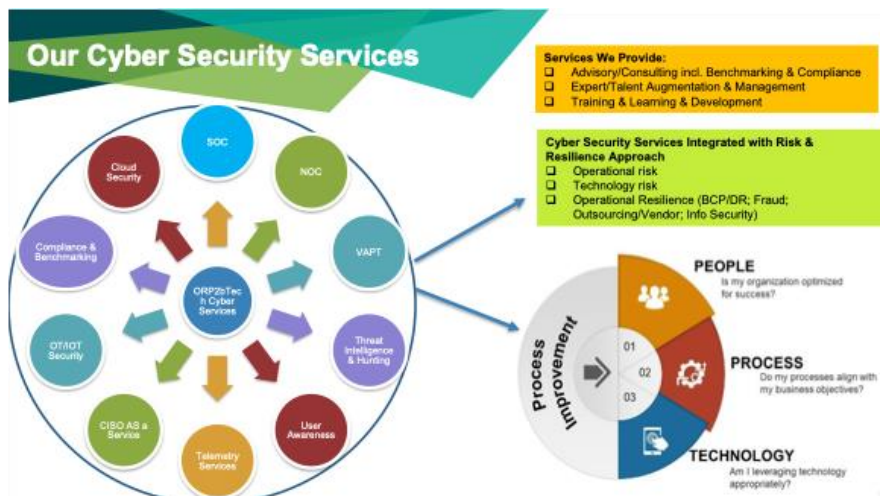 Our Cyber Security Services
SOC
NOC
VAPT
Threat
Intelligence
& Hunting
User
Awareness
Telemetry
Services
CISO AS a
Service
OT/IOT
Security
Compliance &
Benchmarking
Cloud
Security
ORP2bTec
h Cyber
Services
Services We Provide:
Advisory/Consulting incl. Benchmarking & Compliance
Expert/Talent Augmentation & Management
Training & Learning & Development
Cyber Security Services Integrated with Risk &
Resilience Approach
Operational risk
Technology risk
Operational Resilience (BCP/DR; Fraud;
Outsourcing/Vendor; Info Security)
Process
Improvement
01
02
03
PEOPLE
Is my organization optimized
for success?
PROCESS
Do my processes align with
my business objectives?
TECHNOLOGY
Am I leveraging technology
appropriately?